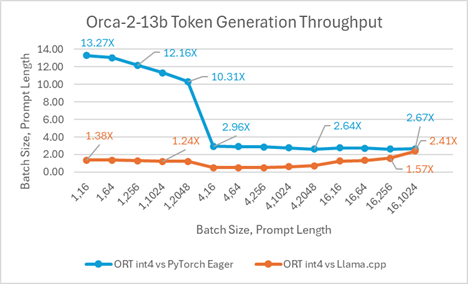 Orca-2-13b Token Generation Throughput
Batch Size, Prompt Length
14.00
12.00
10.00
8.00
6.00
4.00
2.00
0.00
13.27X
12.16X
10.31X
2.96X
2.64X
2.67X
1.38X
1.24X
2.41X
1.57X
1,16
1,64
1,256
1,1024
1,2048
4,16
4,64
4,256
4,1024
4,2048
16,16
16,64
16,256
16,1024
Batch Size, Prompt Length
ORT int4 vs PyTorch Eager
ORT int4 vs Llama.cpp